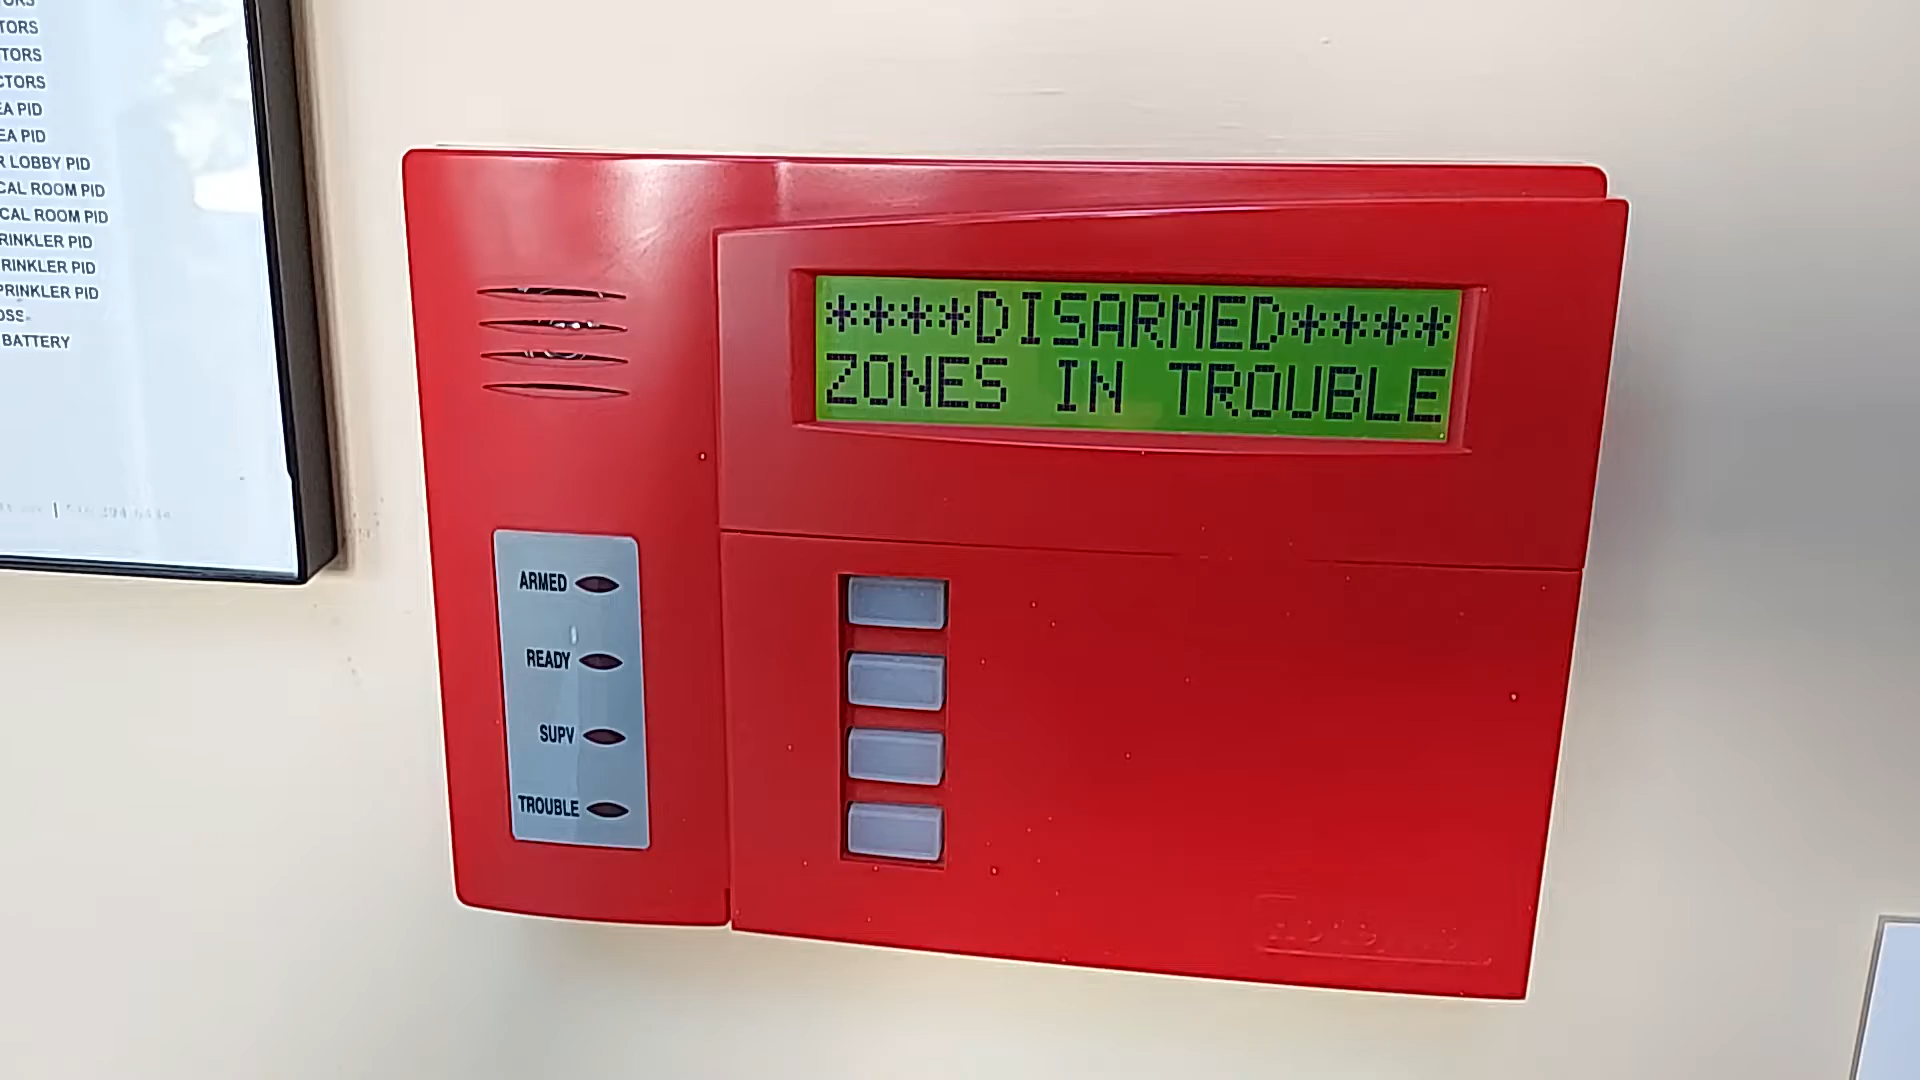 TORS
TORS
CTORS
EA PID
EA PID
R LOBBY PID
CAL ROOM PID
CAL ROOM PID
RINKLER PID
RINKLER PID
PRINKLER PID
OSS
BATTERY
****DISARMED****
ZONES IN TROUBLE
ARMED
READY
SUPV
TROUBLE